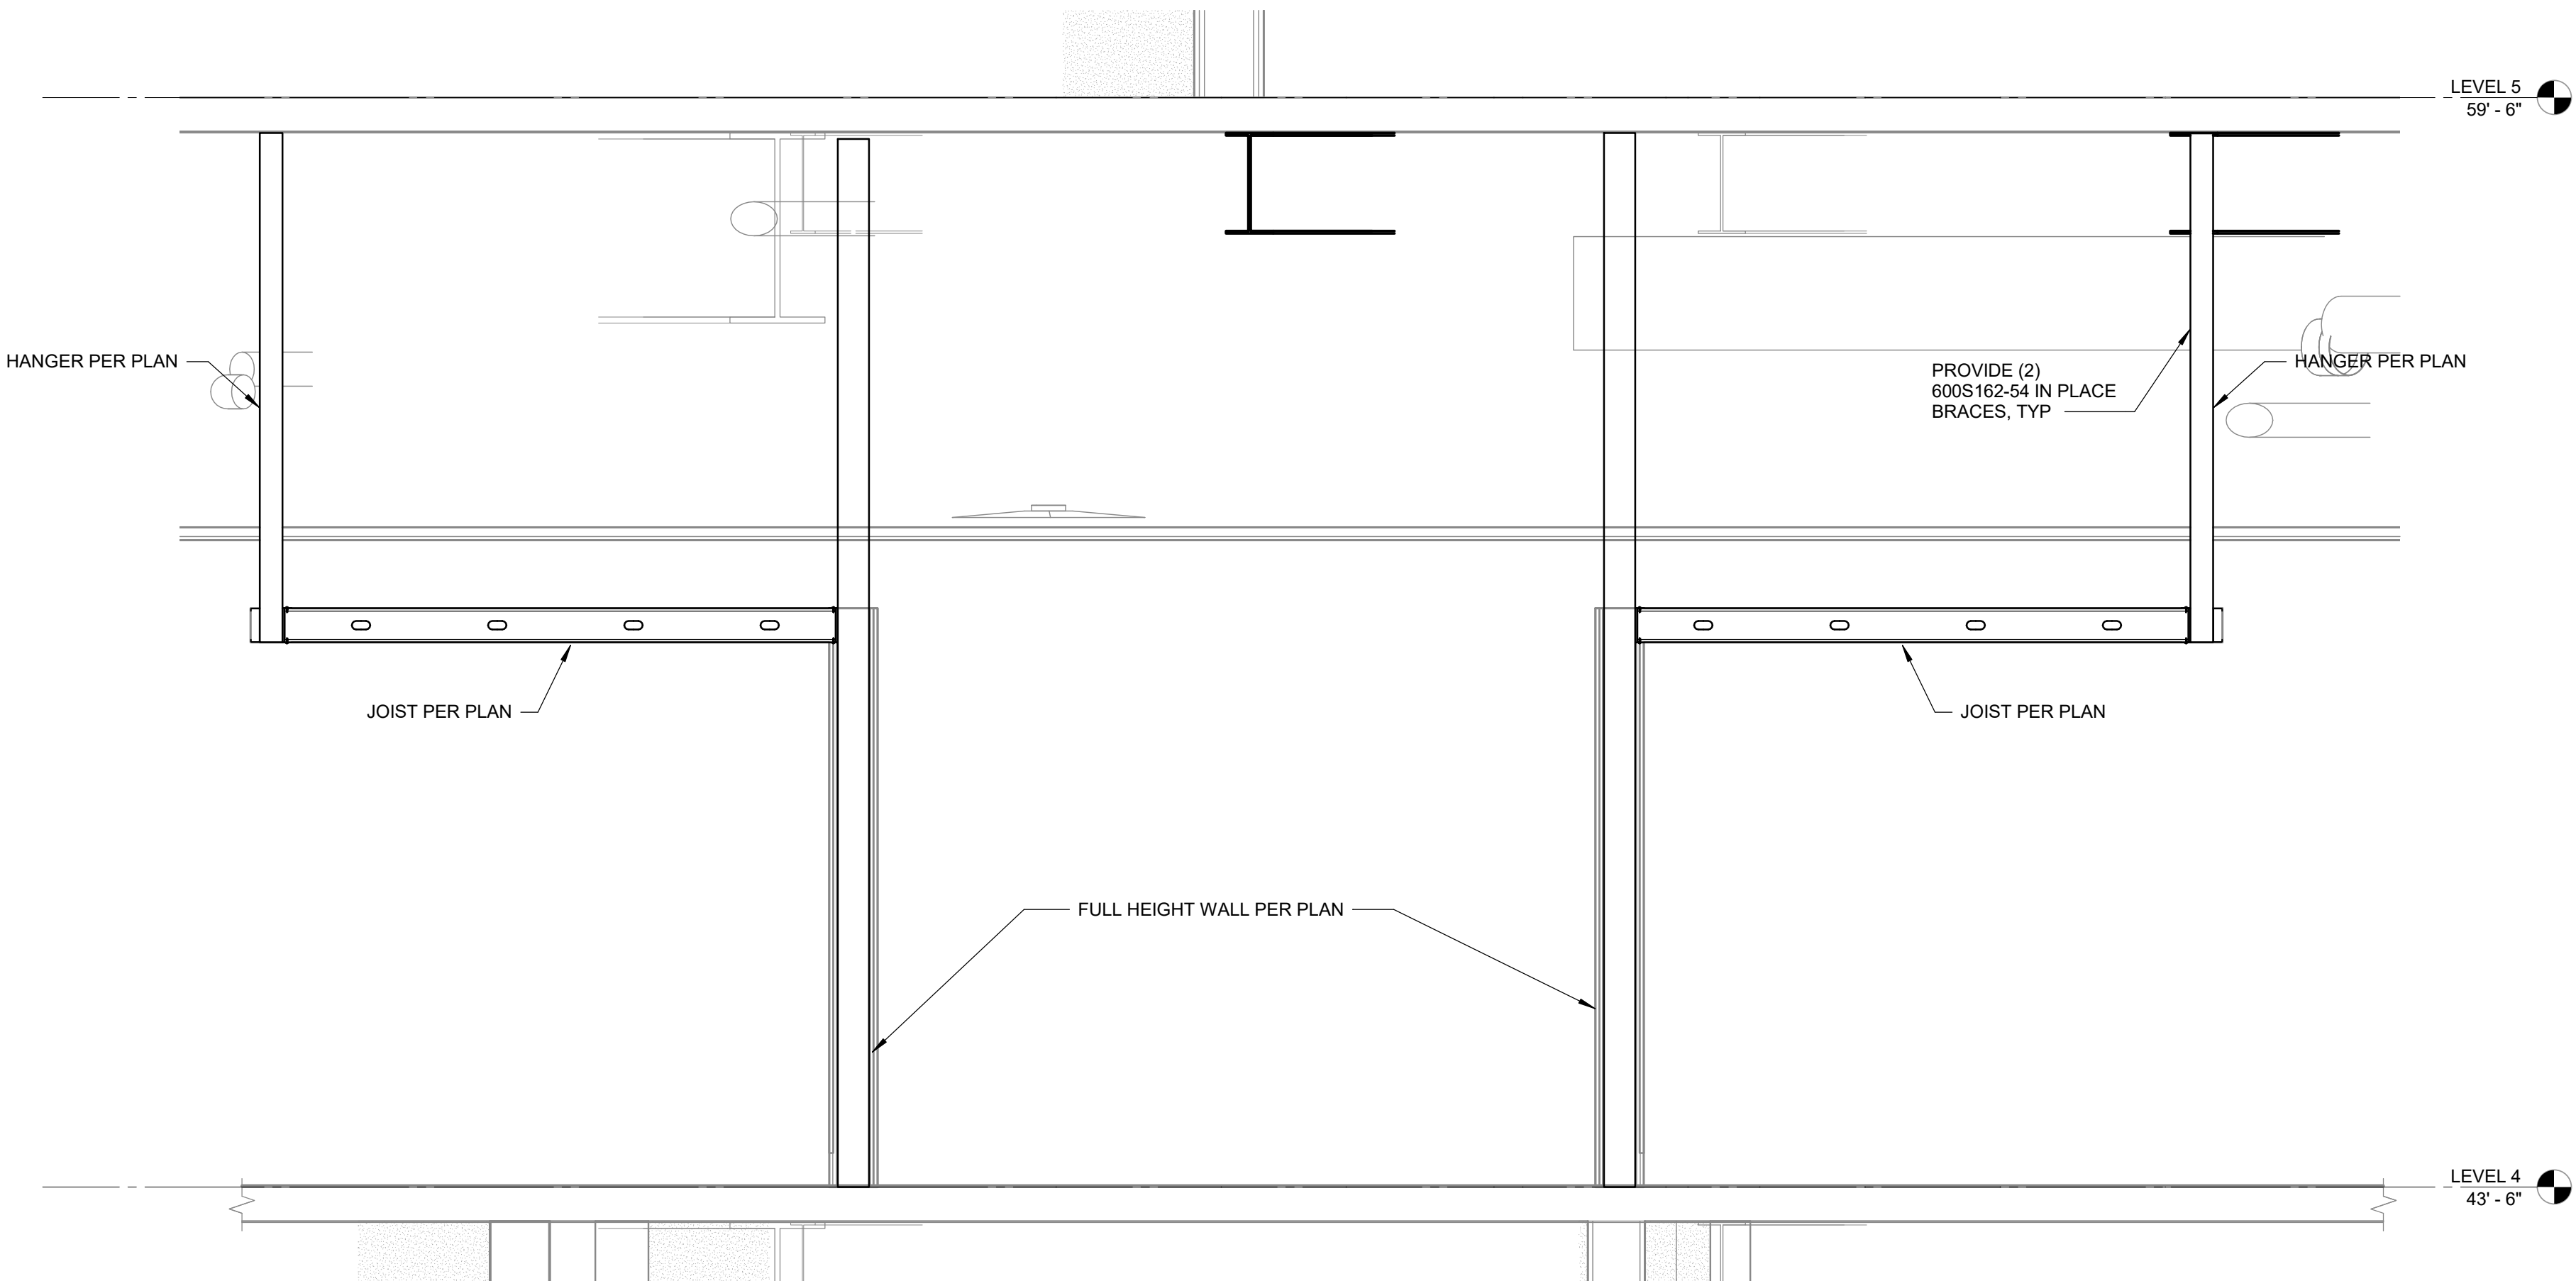 LEVEL 5
59' - 6"
HANGER PER PLAN
PROVIDE (2)
600S162-54 IN PLACE
BRACES, TYP
HANGER PER PLAN
JOIST PER PLAN
JOIST PER PLAN
FULL HEIGHT WALL PER PLAN
LEVEL 4
43' - 6"